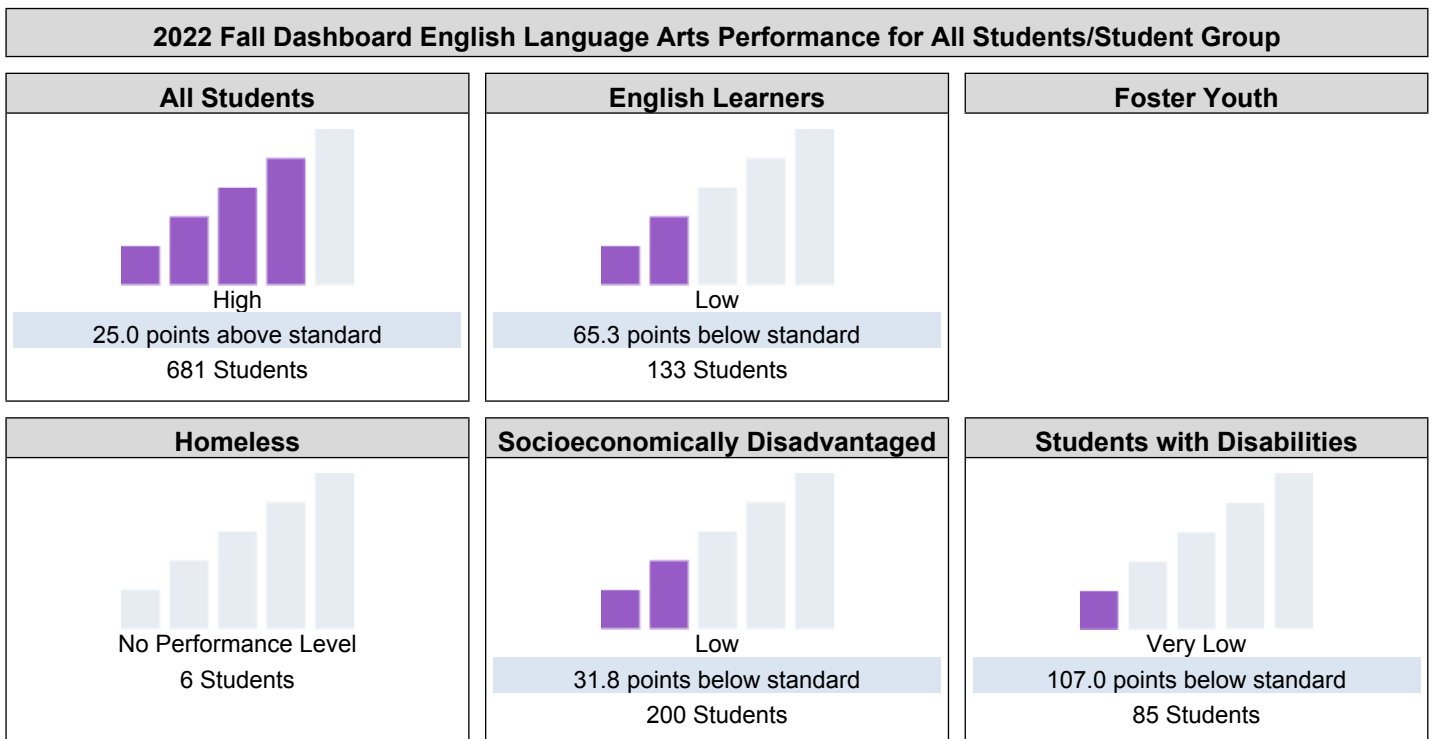 2022 Fall Dashboard English Language Arts Performance for All Students/Student Group
All Students
High
25.0 points above standard
681 Students
English Learners
Low
65.3 points below standard
133 Students
Foster Youth
Homeless
No Performance Level
6 Students
Socioeconomically Disadvantaged
Low
31.8 points below standard
200 Students
Students with Disabilities
Very Low
107.0 points below standard
85 Students